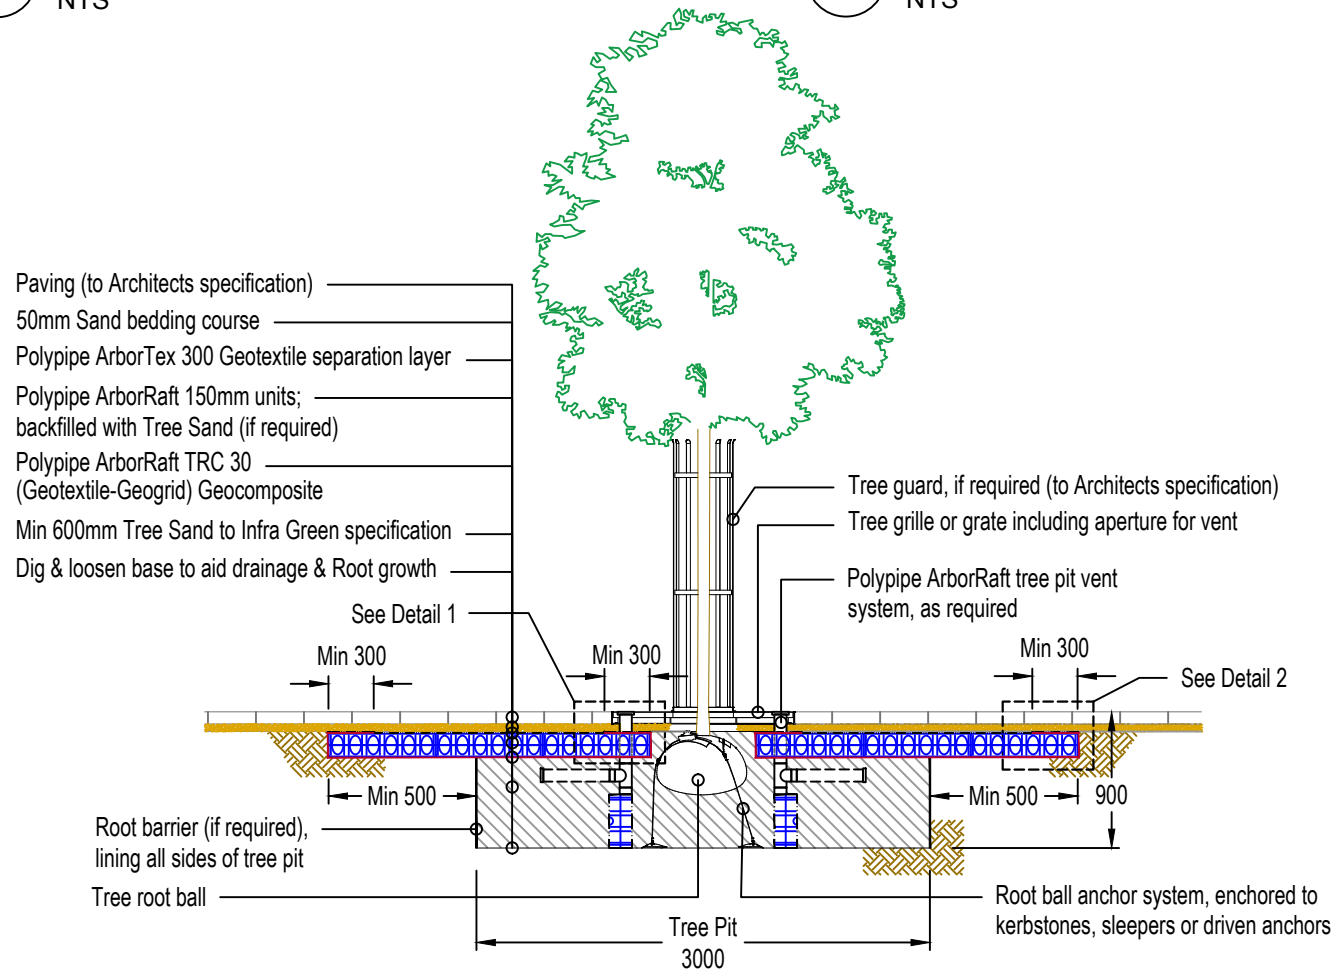 NTS
NTS
Paving (to Architects specification)
50mm Sand bedding course
Polypipe ArborTex 300 Geotextile separation layer
Polypipe ArborRaft 150mm units;
backfilled with Tree Sand (if required)
Polypipe ArborRaft TRC 30
(Geotextile-Geogrid) Geocomposite
Min 600mm Tree Sand to Infra Green specification
Dig & loosen base to aid drainage & Root growth
See Detail 1
Min 300
Min 300
Tree guard, if required (to Architects specification)
Tree grille or grate including aperture for vent
Polypipe ArborRaft tree pit vent
system, as required
Min 300
See Detail 2
Min 500
Min 500
900
Root barrier (if required),
lining all sides of tree pit
Tree root ball
Root ball anchor system, enchored to
kerbstones, sleepers or driven anchors
Tree Pit
3000